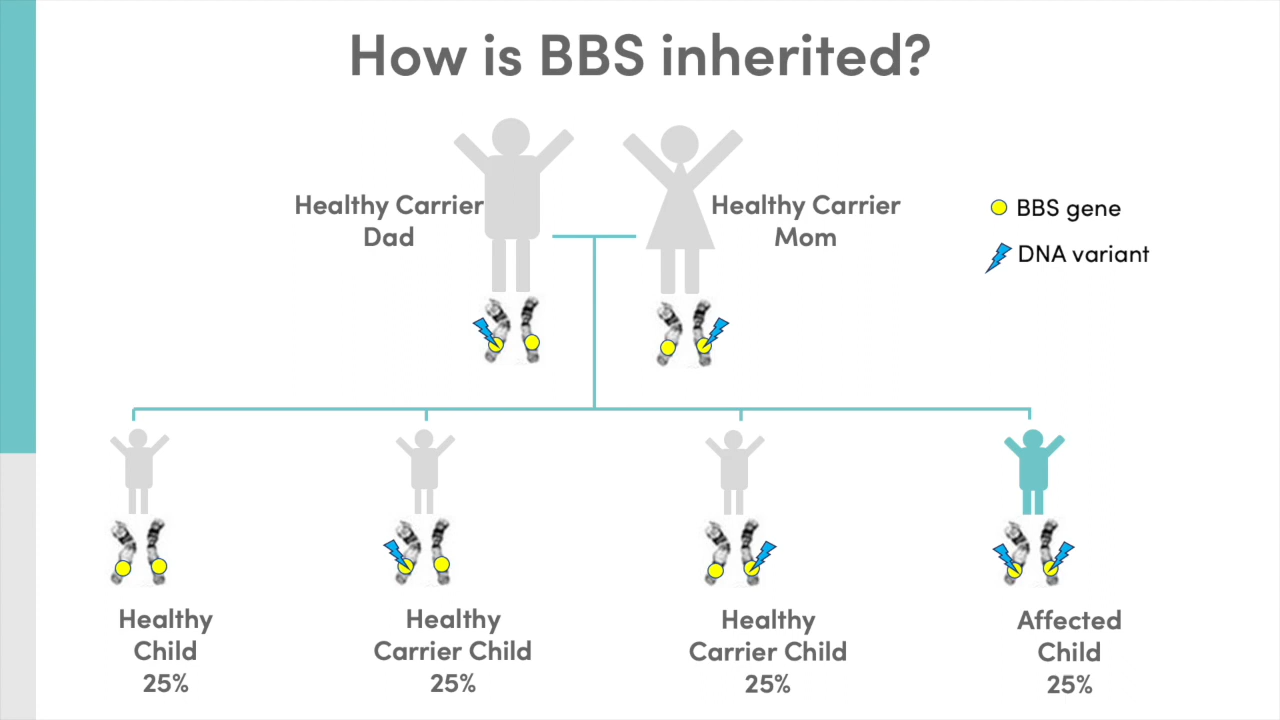 How is BBS inherited?
Healthy Carrier
Dad
Healthy Carrier
Mom
BBS gene
DNA variant
Healthy
Child
25%
Healthy
Carrier Child
25%
Healthy
Carrier Child
25%
Affected
Child
25%